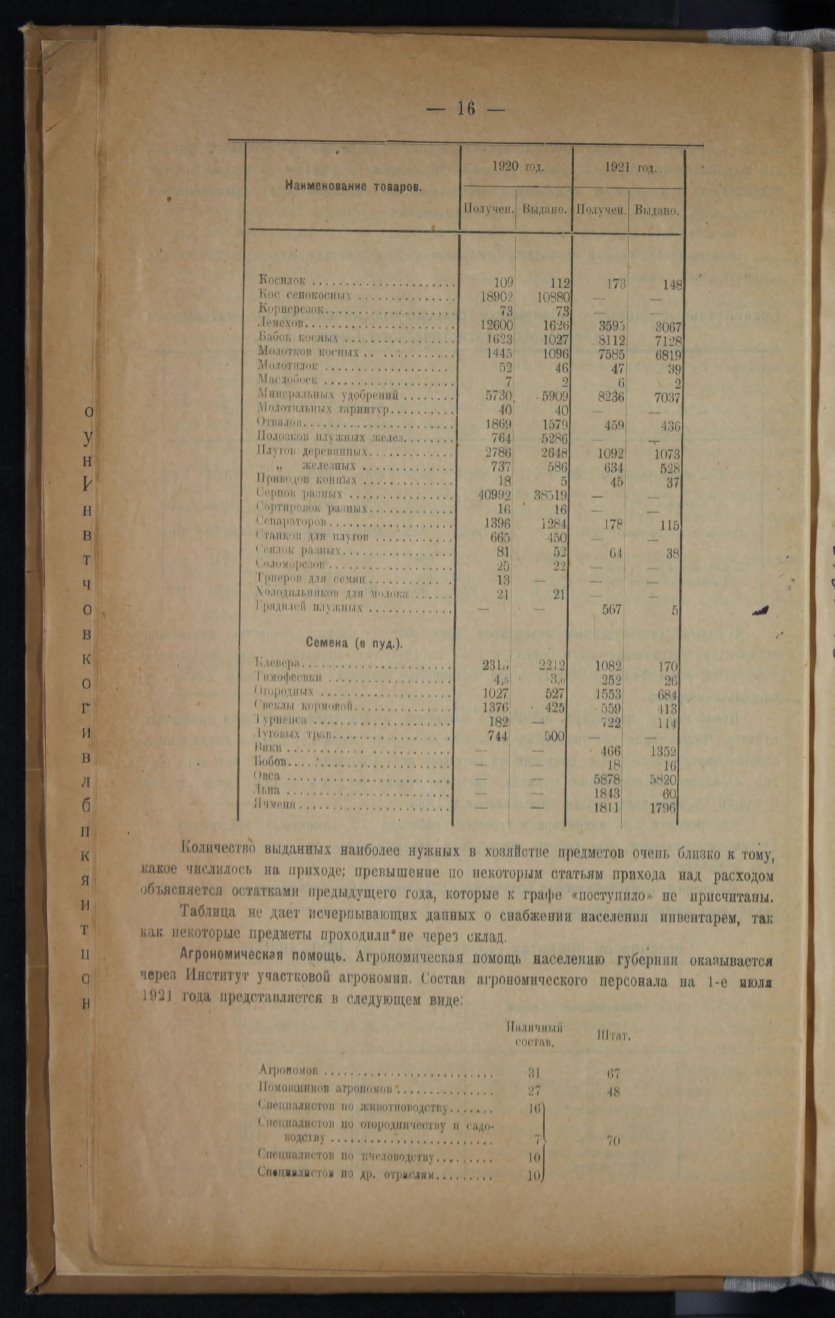 — 16 —
Наименование товаров. 1920 год. 1921 год.
Получен. Выдано. Получен. Выдано.
Косилок 109 112 173 148
Кос сенокосных 18902 10880 — —
Корнерезок 73 73 — —
Лемехов 12600 1626 3595 3067
Бабок косных 1623 1027 8112 7128
Молотков косных 1445 1096 7585 6819
Молотилок 52 46 47 39
Маслобоек 7 2 6 2
Минеральных удобрений 5730 5909 8236 7037
Молотильных гарнитур 40 40 — —
Отвалов 1869 1579 459 436
Полозков плужных желез. 764 5286 — —
Плугов деревянных 2786 2648 1092 1073
„ железных 737 586 634 528
Приводов конных 18 5 45 37
Серпов разных 40992 38519 — —
Сортировок разных 16 16 — —
Сепараторов 1396 1284 178 115
Станков для плугов 665 450 — —
Сеялок разных 81 52 64 38
Соломорезок 25 22 — —
Триеров для семян 13 — — —
Холодильников для молока 21 21 — —
Грядилей плужных — — 567 5
Семена (в пуд.).
Клевера 2212 1082 170
Тимофеевки 252 26
Огородных 1027 527 1553 684
Свеклы кормовой 1376 425 559 413
Турнепса 182 — 722 114
Луговых трав 744 500 — —
Вики — — 466 1352
Бобов — — 18 16
Овса — — 5878 5820
Льна — — 1843 60
Ячменя — — 1811 1796
Количество выданных наиболее нужных в хозяйстве предметов очень близко к тому,
какое числилось на приходе; превышение по некоторым статьям прихода над расходом
объясняется остатками предыдущего года, которые к графе «поступило» не присчитаны.
Таблица не дает исчерпывающих данных о снабжении населения инвентарем, так
как некоторые предметы проходили не через склад.
Агрономическая помощь. Агрономическая помощь населению губернии оказывается
через Институт участковой агрономии. Состав агрономического персонала на 1-е июля
1921 года представляется в следующем виде:
Наличный
состав. Штат.
Агрономов 31 67
Помощников агрономов 27 48
Специалистов по животноводству 16
Специалистов по огородничеству и садо-
водству 7 70
Специалистов по пчеловодству 10
Специалистов по др. отраслям 10
о
у
н
и
в
т
ч
о
в
к
о
г
и
в
л
б
п
к
я
и
т
ц
о
н